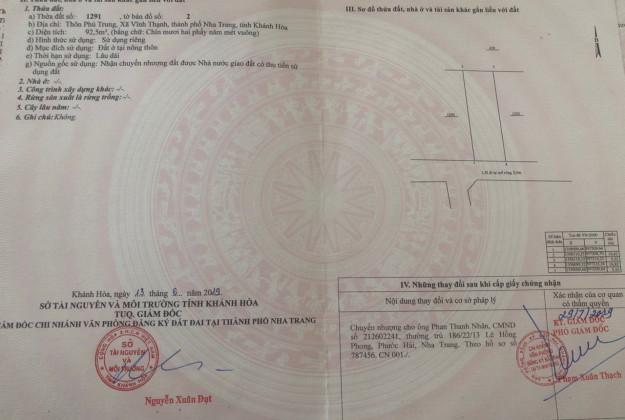 1. Thửa đất:
a) Thửa đất số: 1291 , tờ bản đồ số: 2
b) Địa chỉ: Thôn Phú Trung, Xã Vĩnh Thạnh, thành phố Nha Trang, tỉnh Khánh Hòa
c) Diện tích: 92,5m², (bằng chữ: Chín mươi hai phẩy năm mét vuông)
d) Hình thức sử dụng: Sử dụng riêng
đ) Mục đích sử dụng: Đất ở tại nông thôn
e) Thời hạn sử dụng: Lâu dài
g) Nguồn gốc sử dụng: Nhận chuyển nhượng đất được Nhà nước giao đất có thu tiền sử
dụng đất
2. Nhà ở: -/-
3. Công trình xây dựng khác: -/-
4. Rừng sản xuất là rừng trồng: -/-
5. Cây lâu năm: -/-
6. Ghi chú: Không.
Khánh Hòa, ngày 13 tháng 6 năm 2019
SỞ TÀI NGUYÊN VÀ MÔI TRƯỜNG TỈNH KHÁNH HÒA
TUQ. GIÁM ĐỐC
GIÁM ĐỐC CHI NHÁNH VĂN PHÒNG ĐĂNG KÝ ĐẤT ĐAI TẠI THÀNH PHỐ NHA TRANG
SỞ
TÀI NGUYÊN
VÀ
MÔI TRƯỜNG
Nguyễn Xuân Đạt
III. Sơ đồ thửa đất, nhà ở và tài sản khác gắn liền với đất
IV. Những thay đổi sau khi cấp giấy chứng nhận
Nội dung thay đổi và cơ sở pháp lý
Xác nhận của cơ quan
có thẩm quyền
Chuyển nhượng cho ông Phan Thanh Nhân, CMND
số 212602241, thường trú 186/22/13 Lê Hồng
Phong, Phước Hải, Nha Trang. Theo hồ sơ số
787456. CN 001./.
29/7/2019
KT. GIÁM ĐỐC
PHÓ GIÁM ĐỐC
Phạm Xuân Thạch